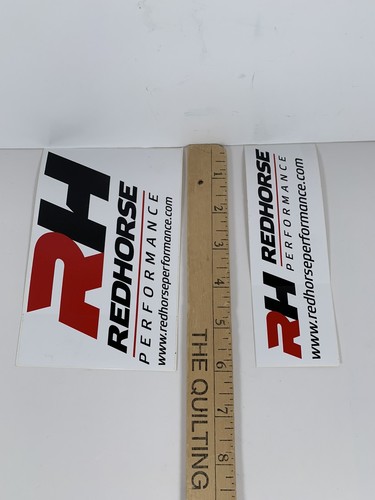 RH
REDHORSE
PERFORMANCE
www.redhorseperformance.com
1
2
3
4
5
6
7
8
THE QUILTING
RH
REDHORSE
PERFORMANCE
www.redhorseperformance.com